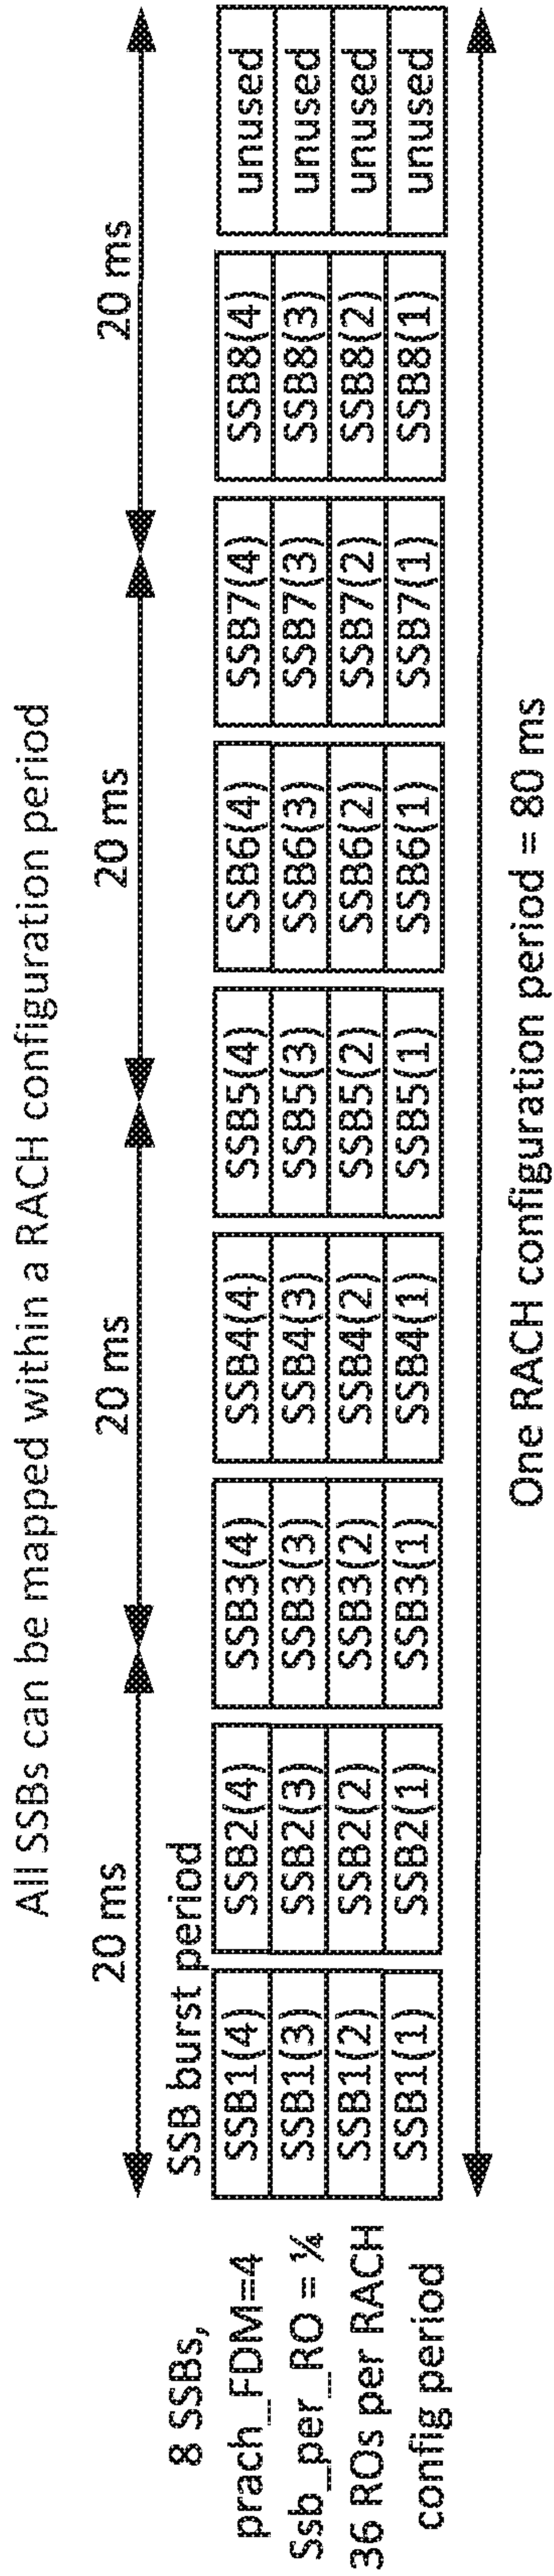 All SSBs can be mapped within a RACH configuration period
20 ms 20 ms 20 ms 20 ms
SSB burst period
8 SSBs,
prach_FDM=4
Ssb_per_RO = ¼
36 ROs per RACH
config period
SSB1(4) SSB2(4) SSB3(4) SSB4(4) SSB5(4) SSB6(4) SSB7(4) SSB8(4) unused
SSB1(3) SSB2(3) SSB3(3) SSB4(3) SSB5(3) SSB6(3) SSB7(3) SSB8(3) unused
SSB1(2) SSB2(2) SSB3(2) SSB4(2) SSB5(2) SSB6(2) SSB7(2) SSB8(2) unused
SSB1(1) SSB2(1) SSB3(1) SSB4(1) SSB5(1) SSB6(1) SSB7(1) SSB8(1) unused
One RACH configuration period = 80 ms